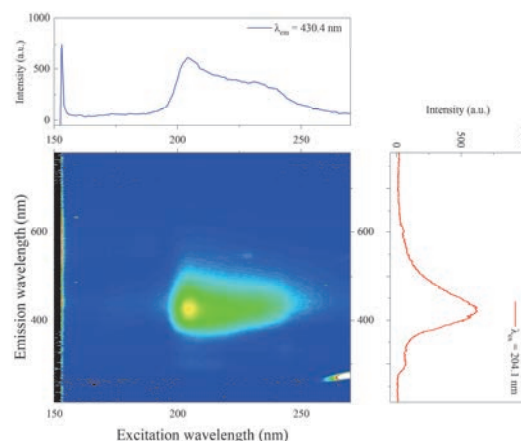 1000
500
0
Intensity (a.u.)
λem = 430.4 nm
150
200
250
Emission wavelength (nm)
600
400
150
200
250
Excitation wavelength (nm)
Intensity (a.u.)
0
500
600
400
λex = 204.1 nm